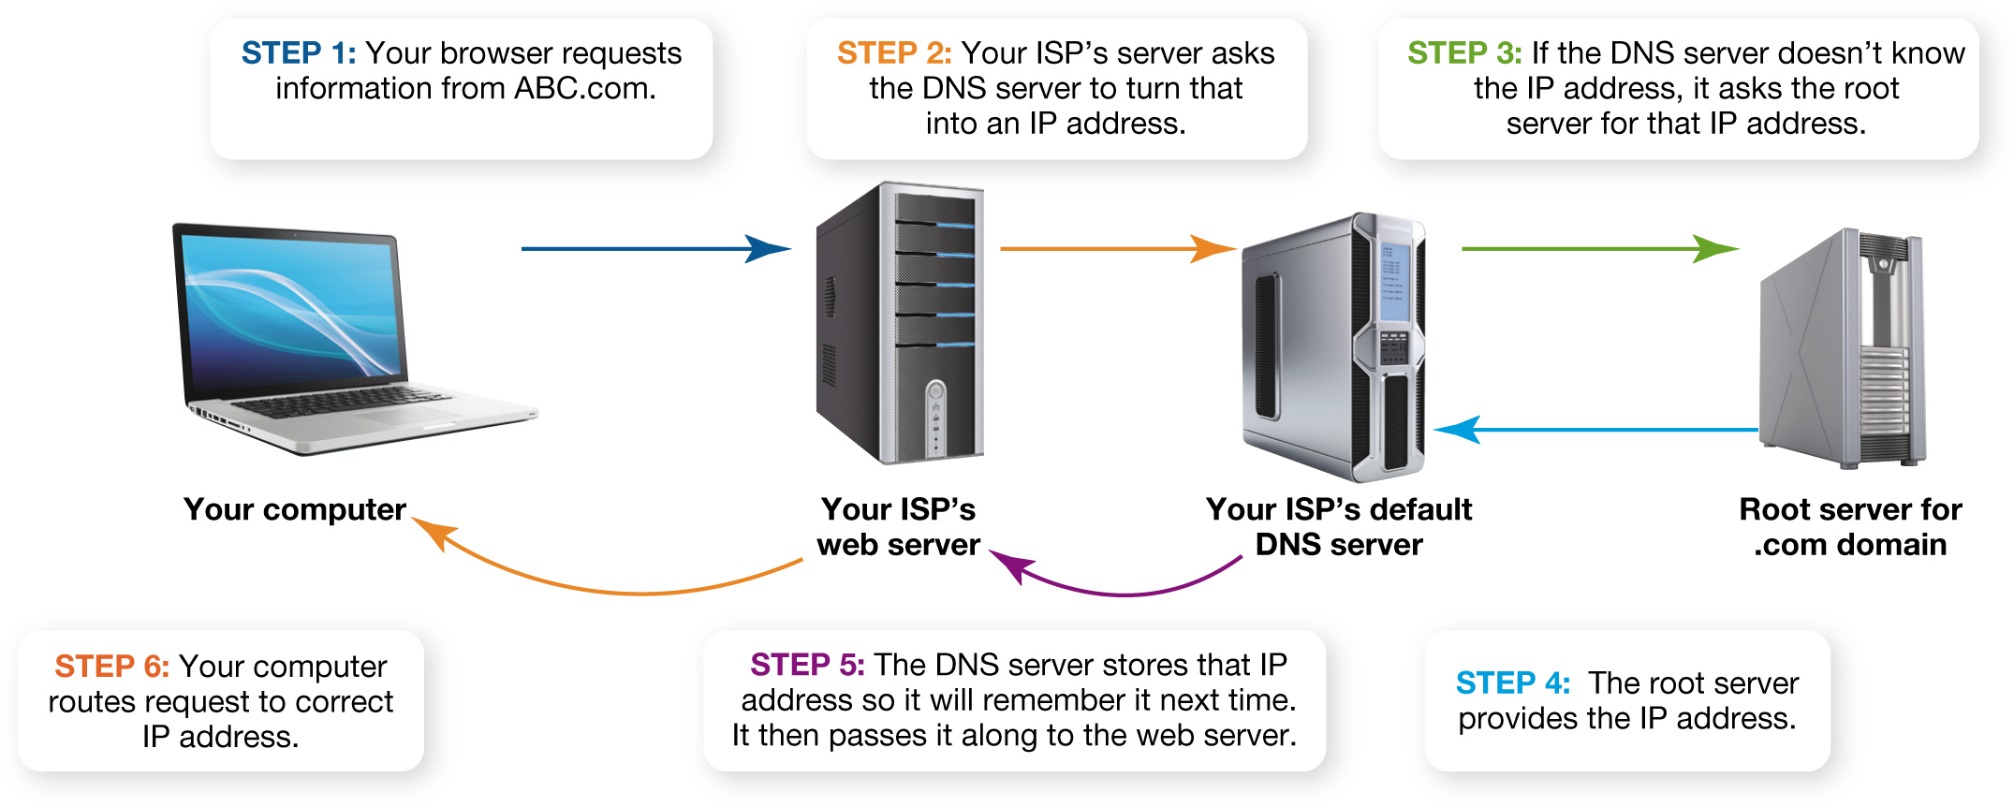 STEP 1: Your browser requests
information from ABC.com.
STEP 2: Your ISP’s server asks
the DNS server to turn that
into an IP address.
STEP 3: If the DNS server doesn’t know
the IP address, it asks the root
server for that IP address.
Your computer
Your ISP’s
web server
Your ISP’s default
DNS server
Root server for
.com domain
STEP 6: Your computer
routes request to correct
IP address.
STEP 5: The DNS server stores that IP
address so it will remember it next time.
It then passes it along to the web server.
STEP 4: The root server
provides the IP address.